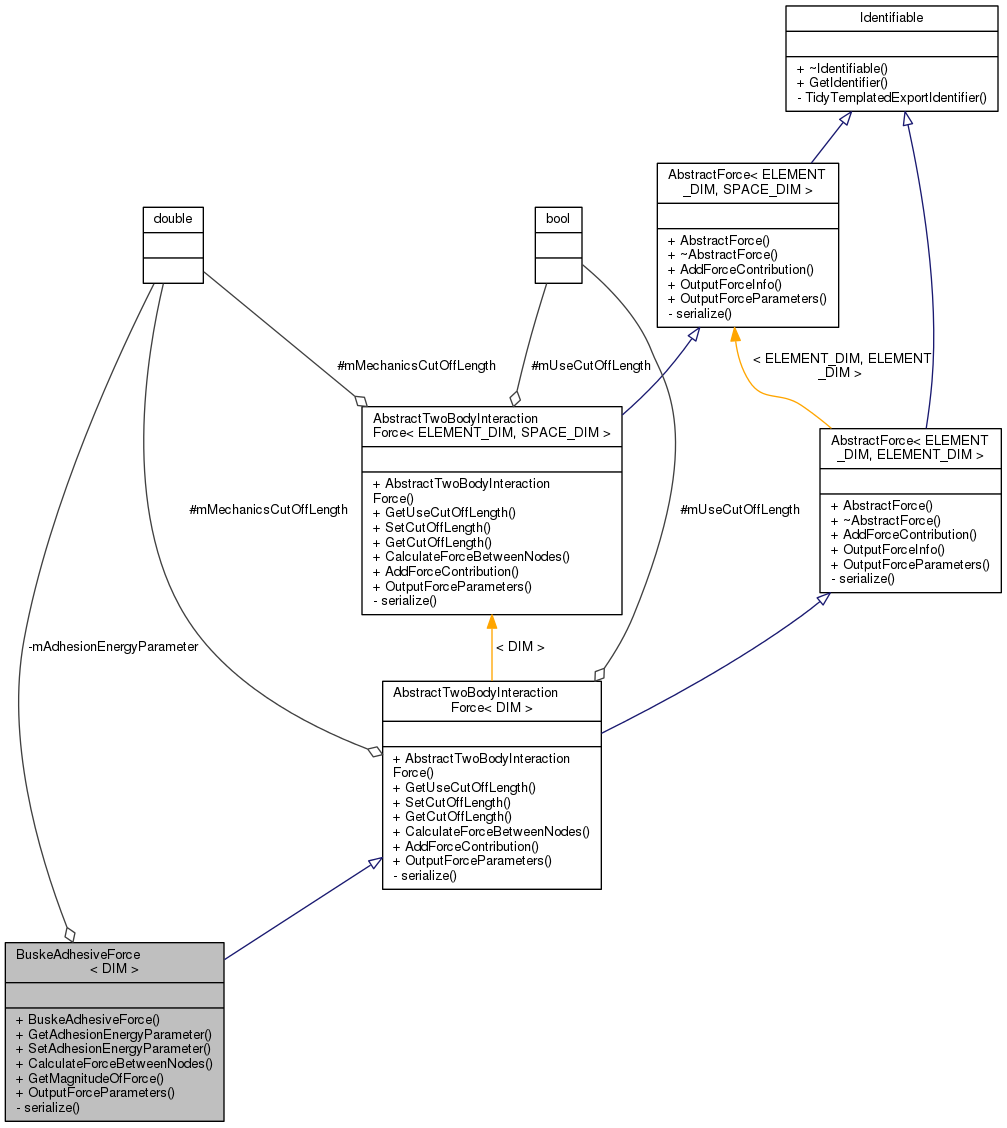 Identifiable
+ ~Identifiable()
+ GetIdentifier()
- TidyTemplatedExportIdentifier()
AbstractForce< ELEMENT
_DIM, SPACE_DIM >
+ AbstractForce()
+ ~AbstractForce()
+ AddForceContribution()
+ OutputForceInfo()
+ OutputForceParameters()
- serialize()
double
bool
< ELEMENT_DIM, ELEMENT
_DIM >
#mMechanicsCutOffLength
#mUseCutOffLength
AbstractTwoBodyInteraction
Force< ELEMENT_DIM, SPACE_DIM >
+ AbstractTwoBodyInteraction
Force()
+ GetUseCutOffLength()
+ SetCutOffLength()
+ GetCutOffLength()
+ CalculateForceBetweenNodes()
+ AddForceContribution()
+ OutputForceParameters()
- serialize()
AbstractForce< ELEMENT
_DIM, ELEMENT_DIM >
+ AbstractForce()
+ ~AbstractForce()
+ AddForceContribution()
+ OutputForceInfo()
+ OutputForceParameters()
- serialize()
#mMechanicsCutOffLength
#mUseCutOffLength
-mAdhesionEnergyParameter
< DIM >
AbstractTwoBodyInteraction
Force< DIM >
+ AbstractTwoBodyInteraction
Force()
+ GetUseCutOffLength()
+ SetCutOffLength()
+ GetCutOffLength()
+ CalculateForceBetweenNodes()
+ AddForceContribution()
+ OutputForceParameters()
- serialize()
BuskeAdhesiveForce
< DIM >
+ BuskeAdhesiveForce()
+ GetAdhesionEnergyParameter()
+ SetAdhesionEnergyParameter()
+ CalculateForceBetweenNodes()
+ GetMagnitudeOfForce()
+ OutputForceParameters()
- serialize()